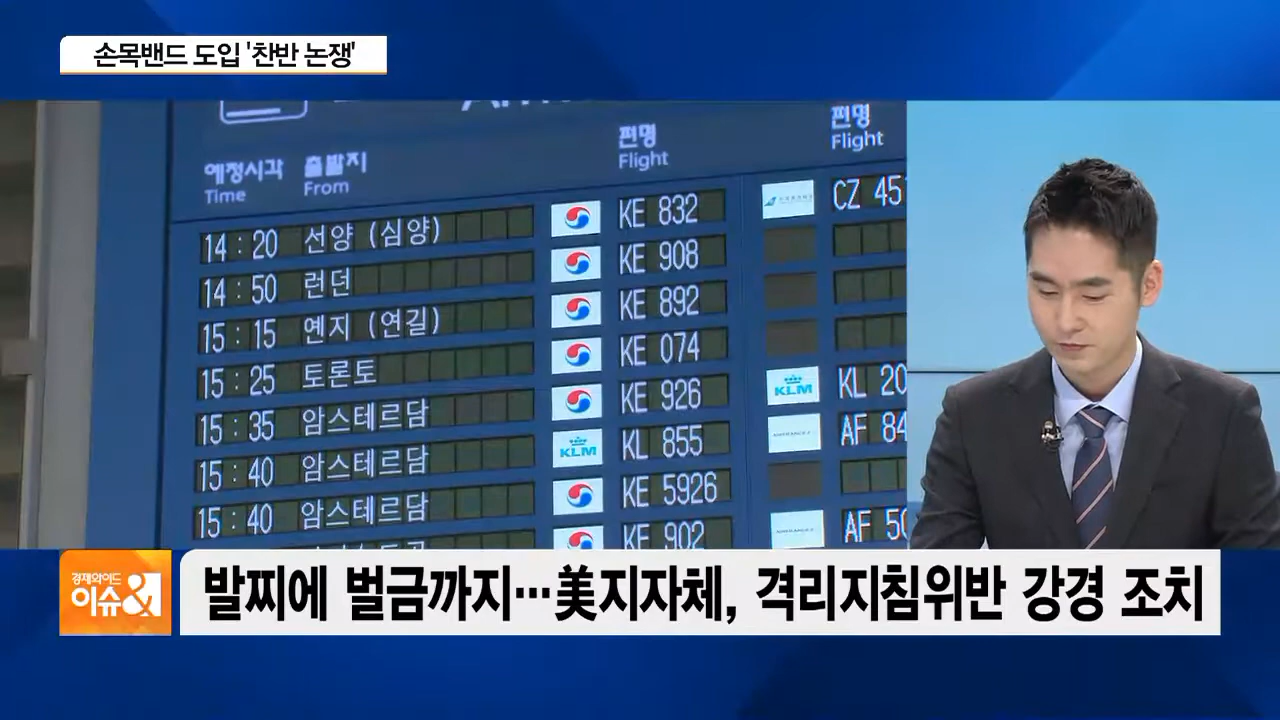 손목밴드 도입 '찬반 논쟁'
예정시각 출발지 편명 편명
Time From Flight Flight
14:20 선양 (심양) KE 832 CZ 45
14:50 런던 KE 908
15:15 옌지 (연길) KE 892
15:25 토론토 KE 074
15:35 암스테르담 KE 926 KLM KL 20
15:40 암스테르담 KLM KL 855 AF 84
15:40 암스테르담 KE 5926
KE 902 AF 50
경제와이드
이슈&
발찌에 벌금까지…美지자체, 격리지침위반 강경 조치